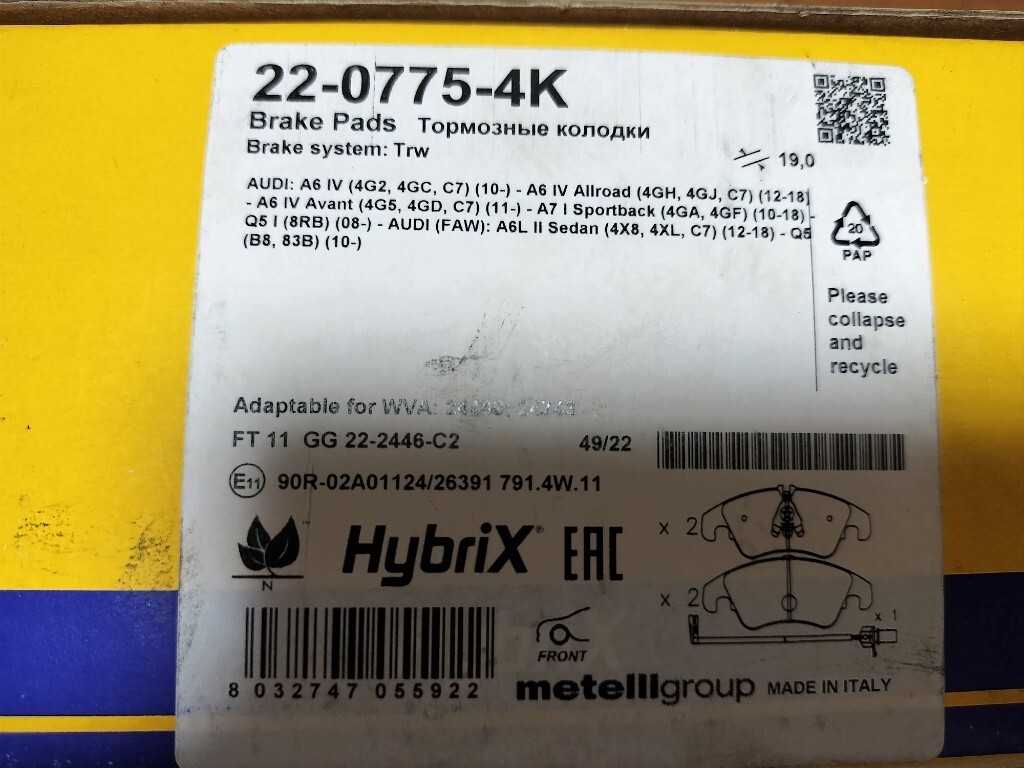 22-0775-4K
Brake Pads Тормозные колодки
Brake system: Trw
19,0
AUDI: A6 IV (4G2, 4GC, C7) (10-) - A6 IV Allroad (4GH, 4GJ, C7) (12-18)
- A6 IV Avant (4G5, 4GD, C7) (11-) - A7 I Sportback (4GA, 4GF) (10-18) -
Q5 I (8RB) (08-) - AUDI (FAW): A6L II Sedan (4X8, 4XL, C7) (12-18) - Q5
(B8, 83B) (10-)
20
PAP
Please
collapse
and
recycle
Adaptable for WVA:
FT 11 GG 22-2446-C2
49/22
E11 90R-02A01124/26391 791.4W.11
N
HybriX®
EAC
x 2
x 2
x 1
FRONT
8 032747 055922
metelligroup MADE IN ITALY